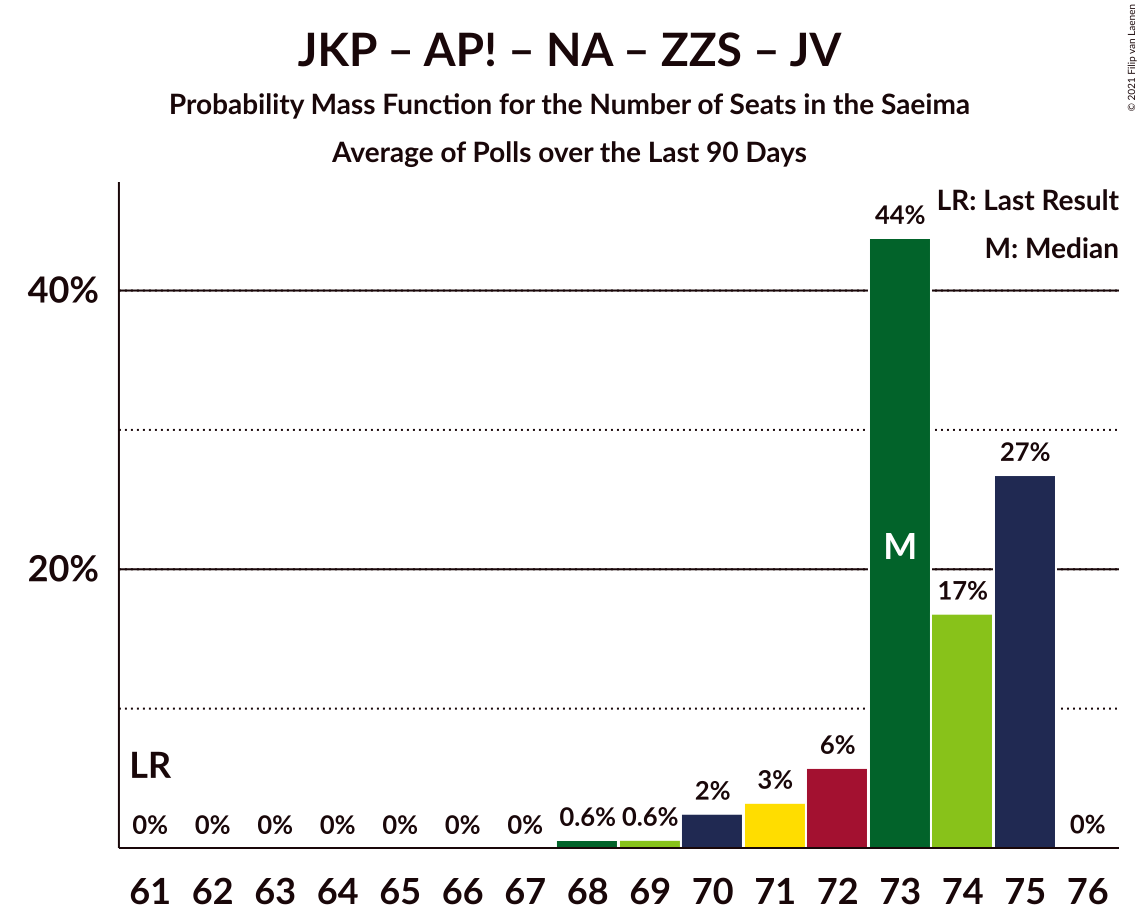 JKP – AP! – NA – ZZS – JV
Probability Mass Function for the Number of Seats in the Saeima
Average of Polls over the Last 90 Days
© 2021 Filip van Laenen
LR: Last Result
M: Median
44%
40%
27%
M
20%
17%
LR
6%
3%
2%
0% 0% 0% 0% 0% 0% 0% 0.6% 0.6% 0%
61 62 63 64 65 66 67 68 69 70 71 72 73 74 75 76